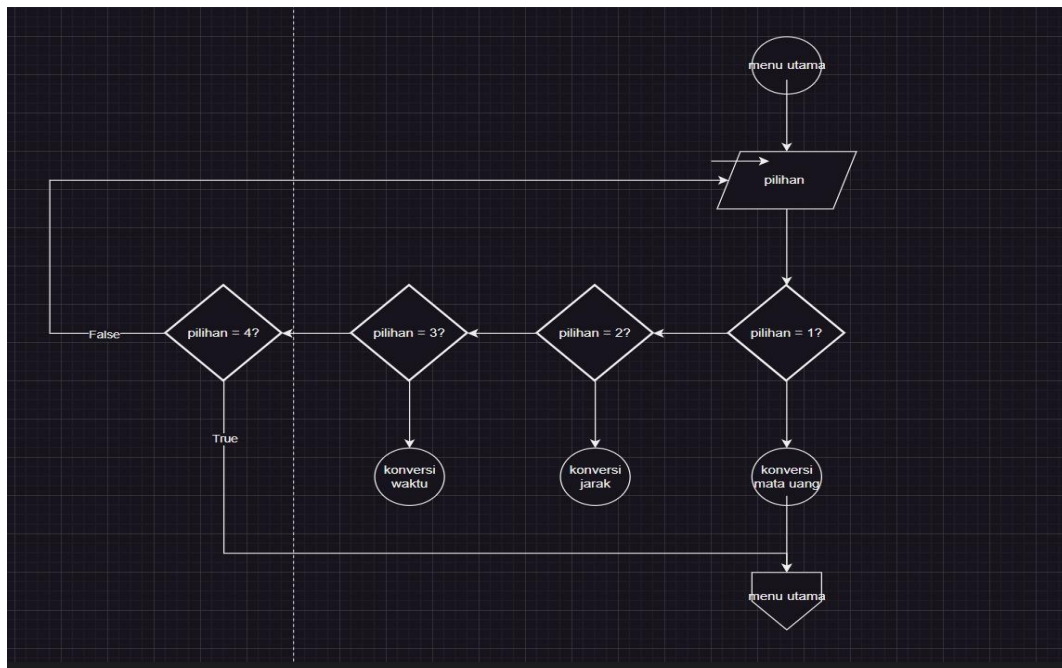 menu utama
pilihan
False
pilihan = 4?
pilihan = 3?
pilihan = 2?
pilihan = 1?
True
konversi
waktu
konversi
jarak
konversi
mata uang
menu utama